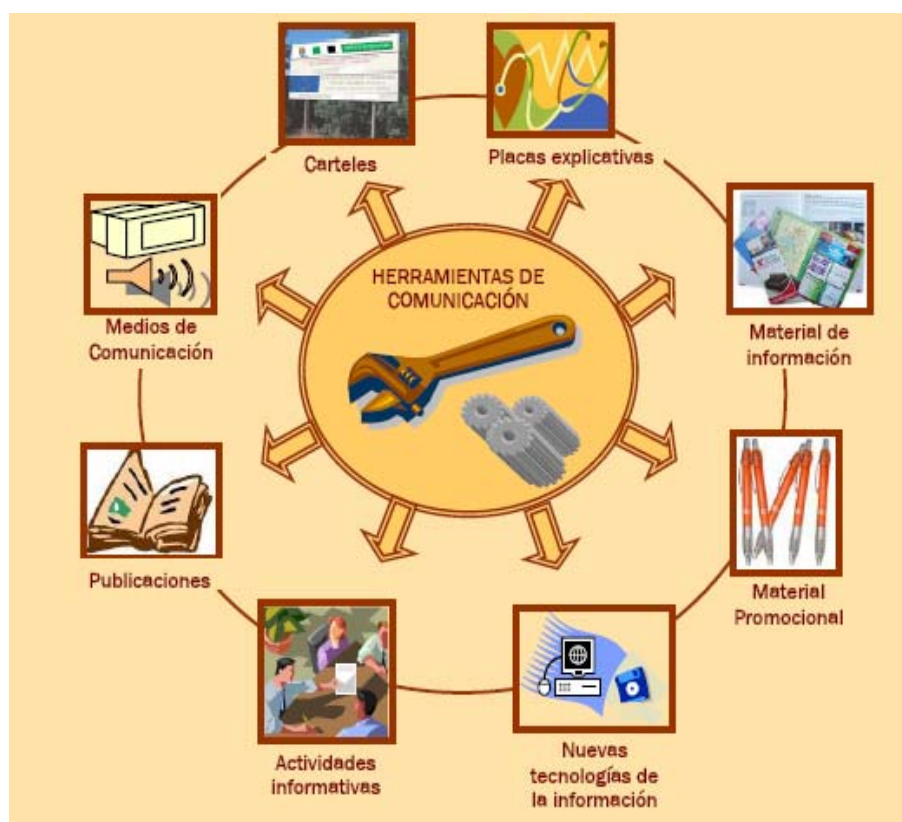 HERRAMIENTAS DE
COMUNICACIÓN
Carteles
Placas explicativas
Material de
información
Material
Promocional
Nuevas
tecnologías de
la información
Actividades
informativas
Publicaciones
Medios de
Comunicación